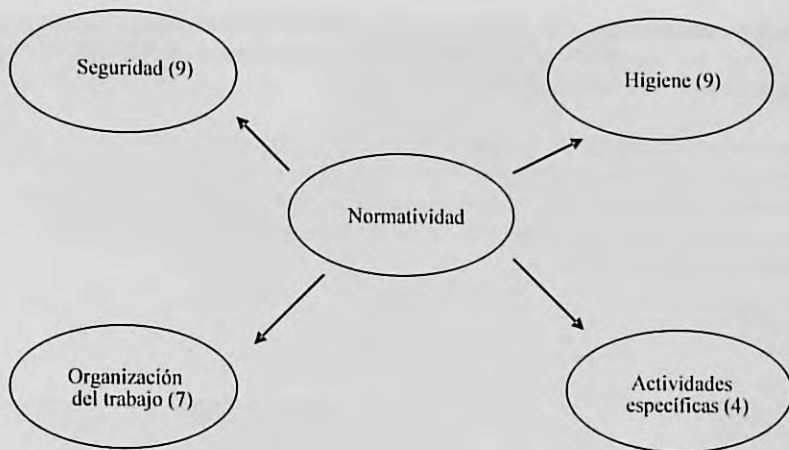 Seguridad (9)
Higiene (9)
Normatividad
Organización
del trabajo (7)
Actividades
específicas (4)